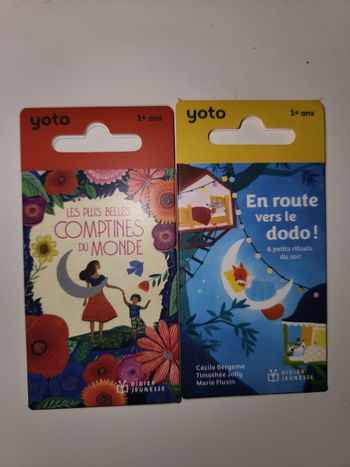 yoto
1+ ans
LES PLUS BELLES
COMPTINES
DU MONDE
DIDIER
JEUNESSE
yoto
1+ ans
En route
vers le
dodo !
8 petits rituels
du soir
Cécile Bergame
Timothée Jolly
Marie Flusin
DIDIER
JEUNESSE